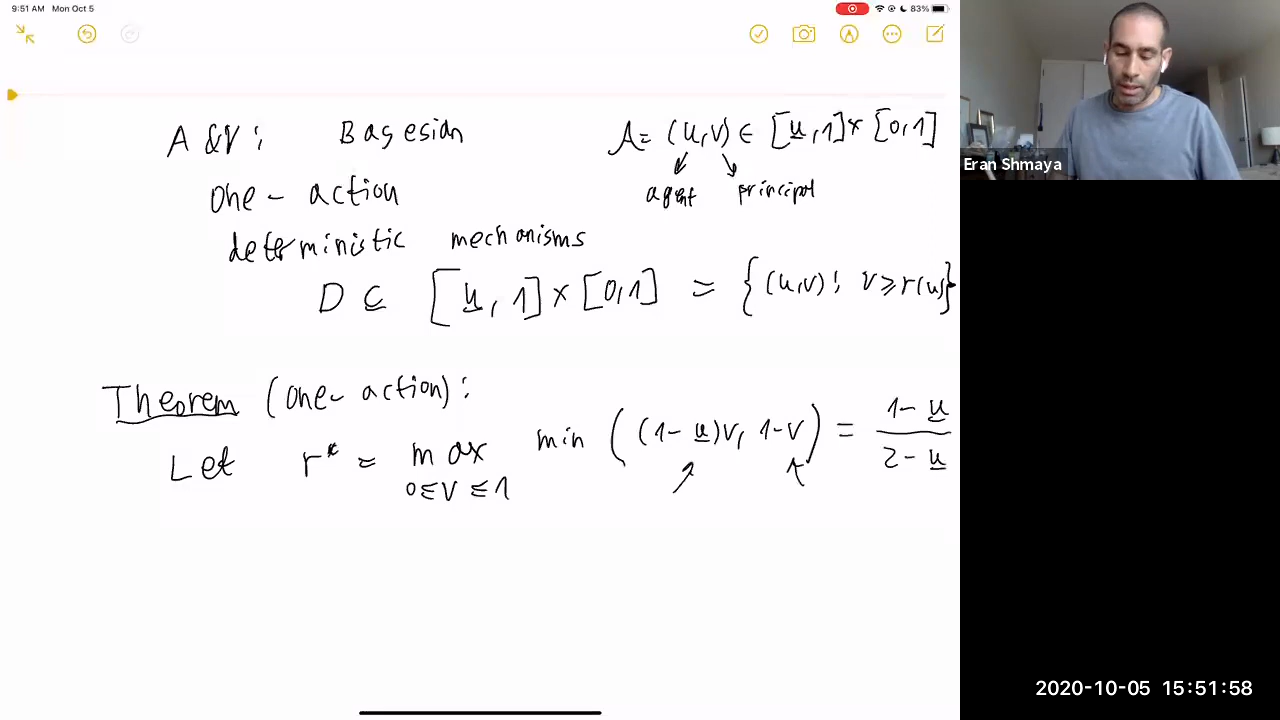 9:51 AM Mon Oct 5
83%
A &V: Bayesian
A = (u,v) ∈ [u̲,1] × [0,1]
agent principal
one - action
deterministic mechanisms
D ⊆ [u̲, 1] × [0,1] = {(u,v): v ≥ r(u)}
Theorem (one- action):
Let r* = max min ((1- u̲)v, 1-v) = 1- u̲ / 2- u̲
0≤v≤1
Eran Shmaya
2020-10-05 15:51:58